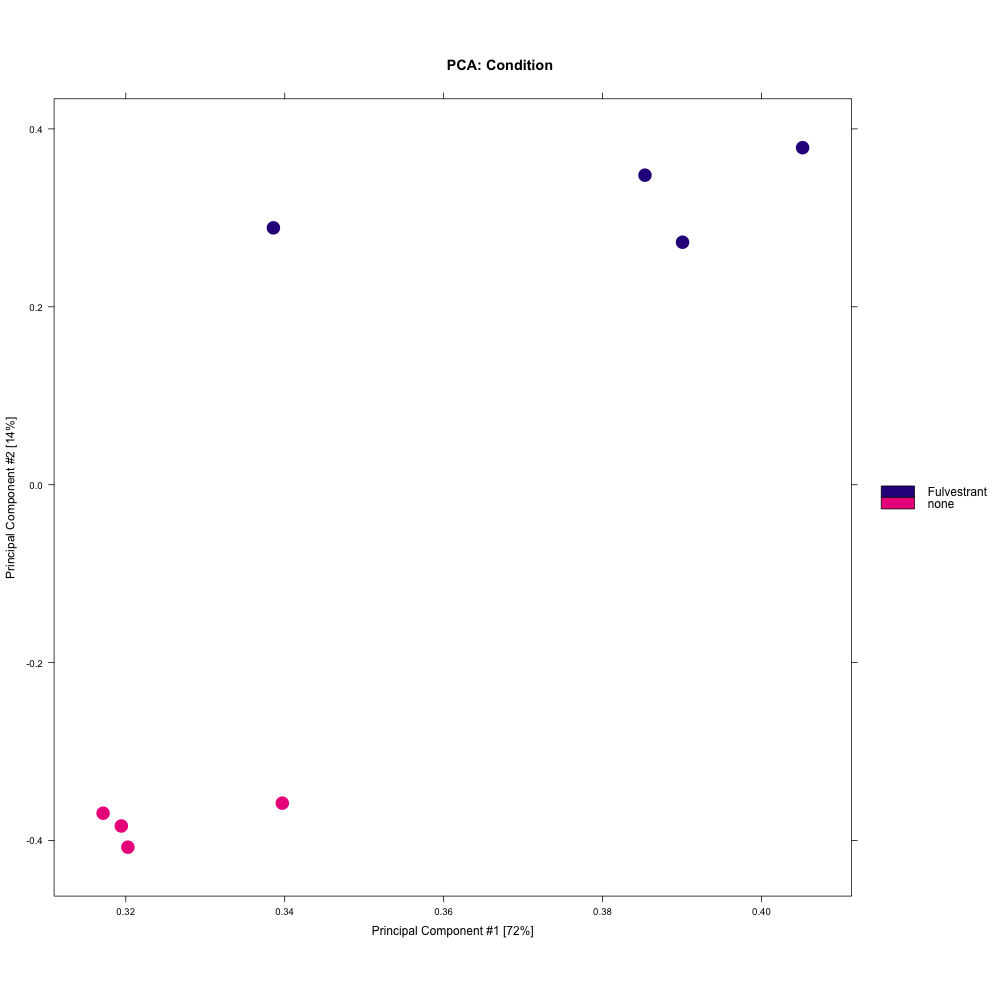 PCA: Condition
0.4
0.2
0.0
-0.2
-0.4
Principal Component #2 [14%]
0.32
0.34
0.36
0.38
0.40
Principal Component #1 [72%]
Fulvestrant
none